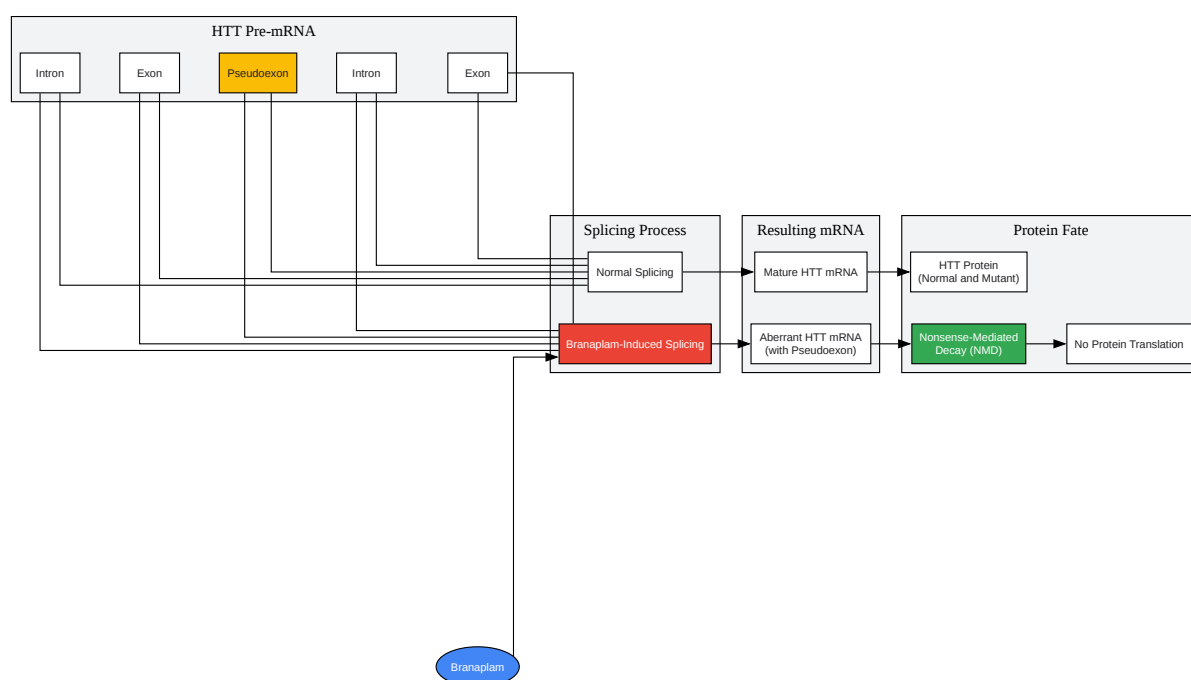 HTT Pre-mRNA
Intron
Exon
Pseudoexon
Intron
Exon
Splicing Process
Resulting mRNA
Protein Fate
Normal Splicing
Mature HTT mRNA
HTT Protein
(Normal and Mutant)
Branaplam-Induced Splicing
Aberrant HTT mRNA
(with Pseudoexon)
Nonsense-Mediated
Decay (NMD)
No Protein Translation
Branaplam